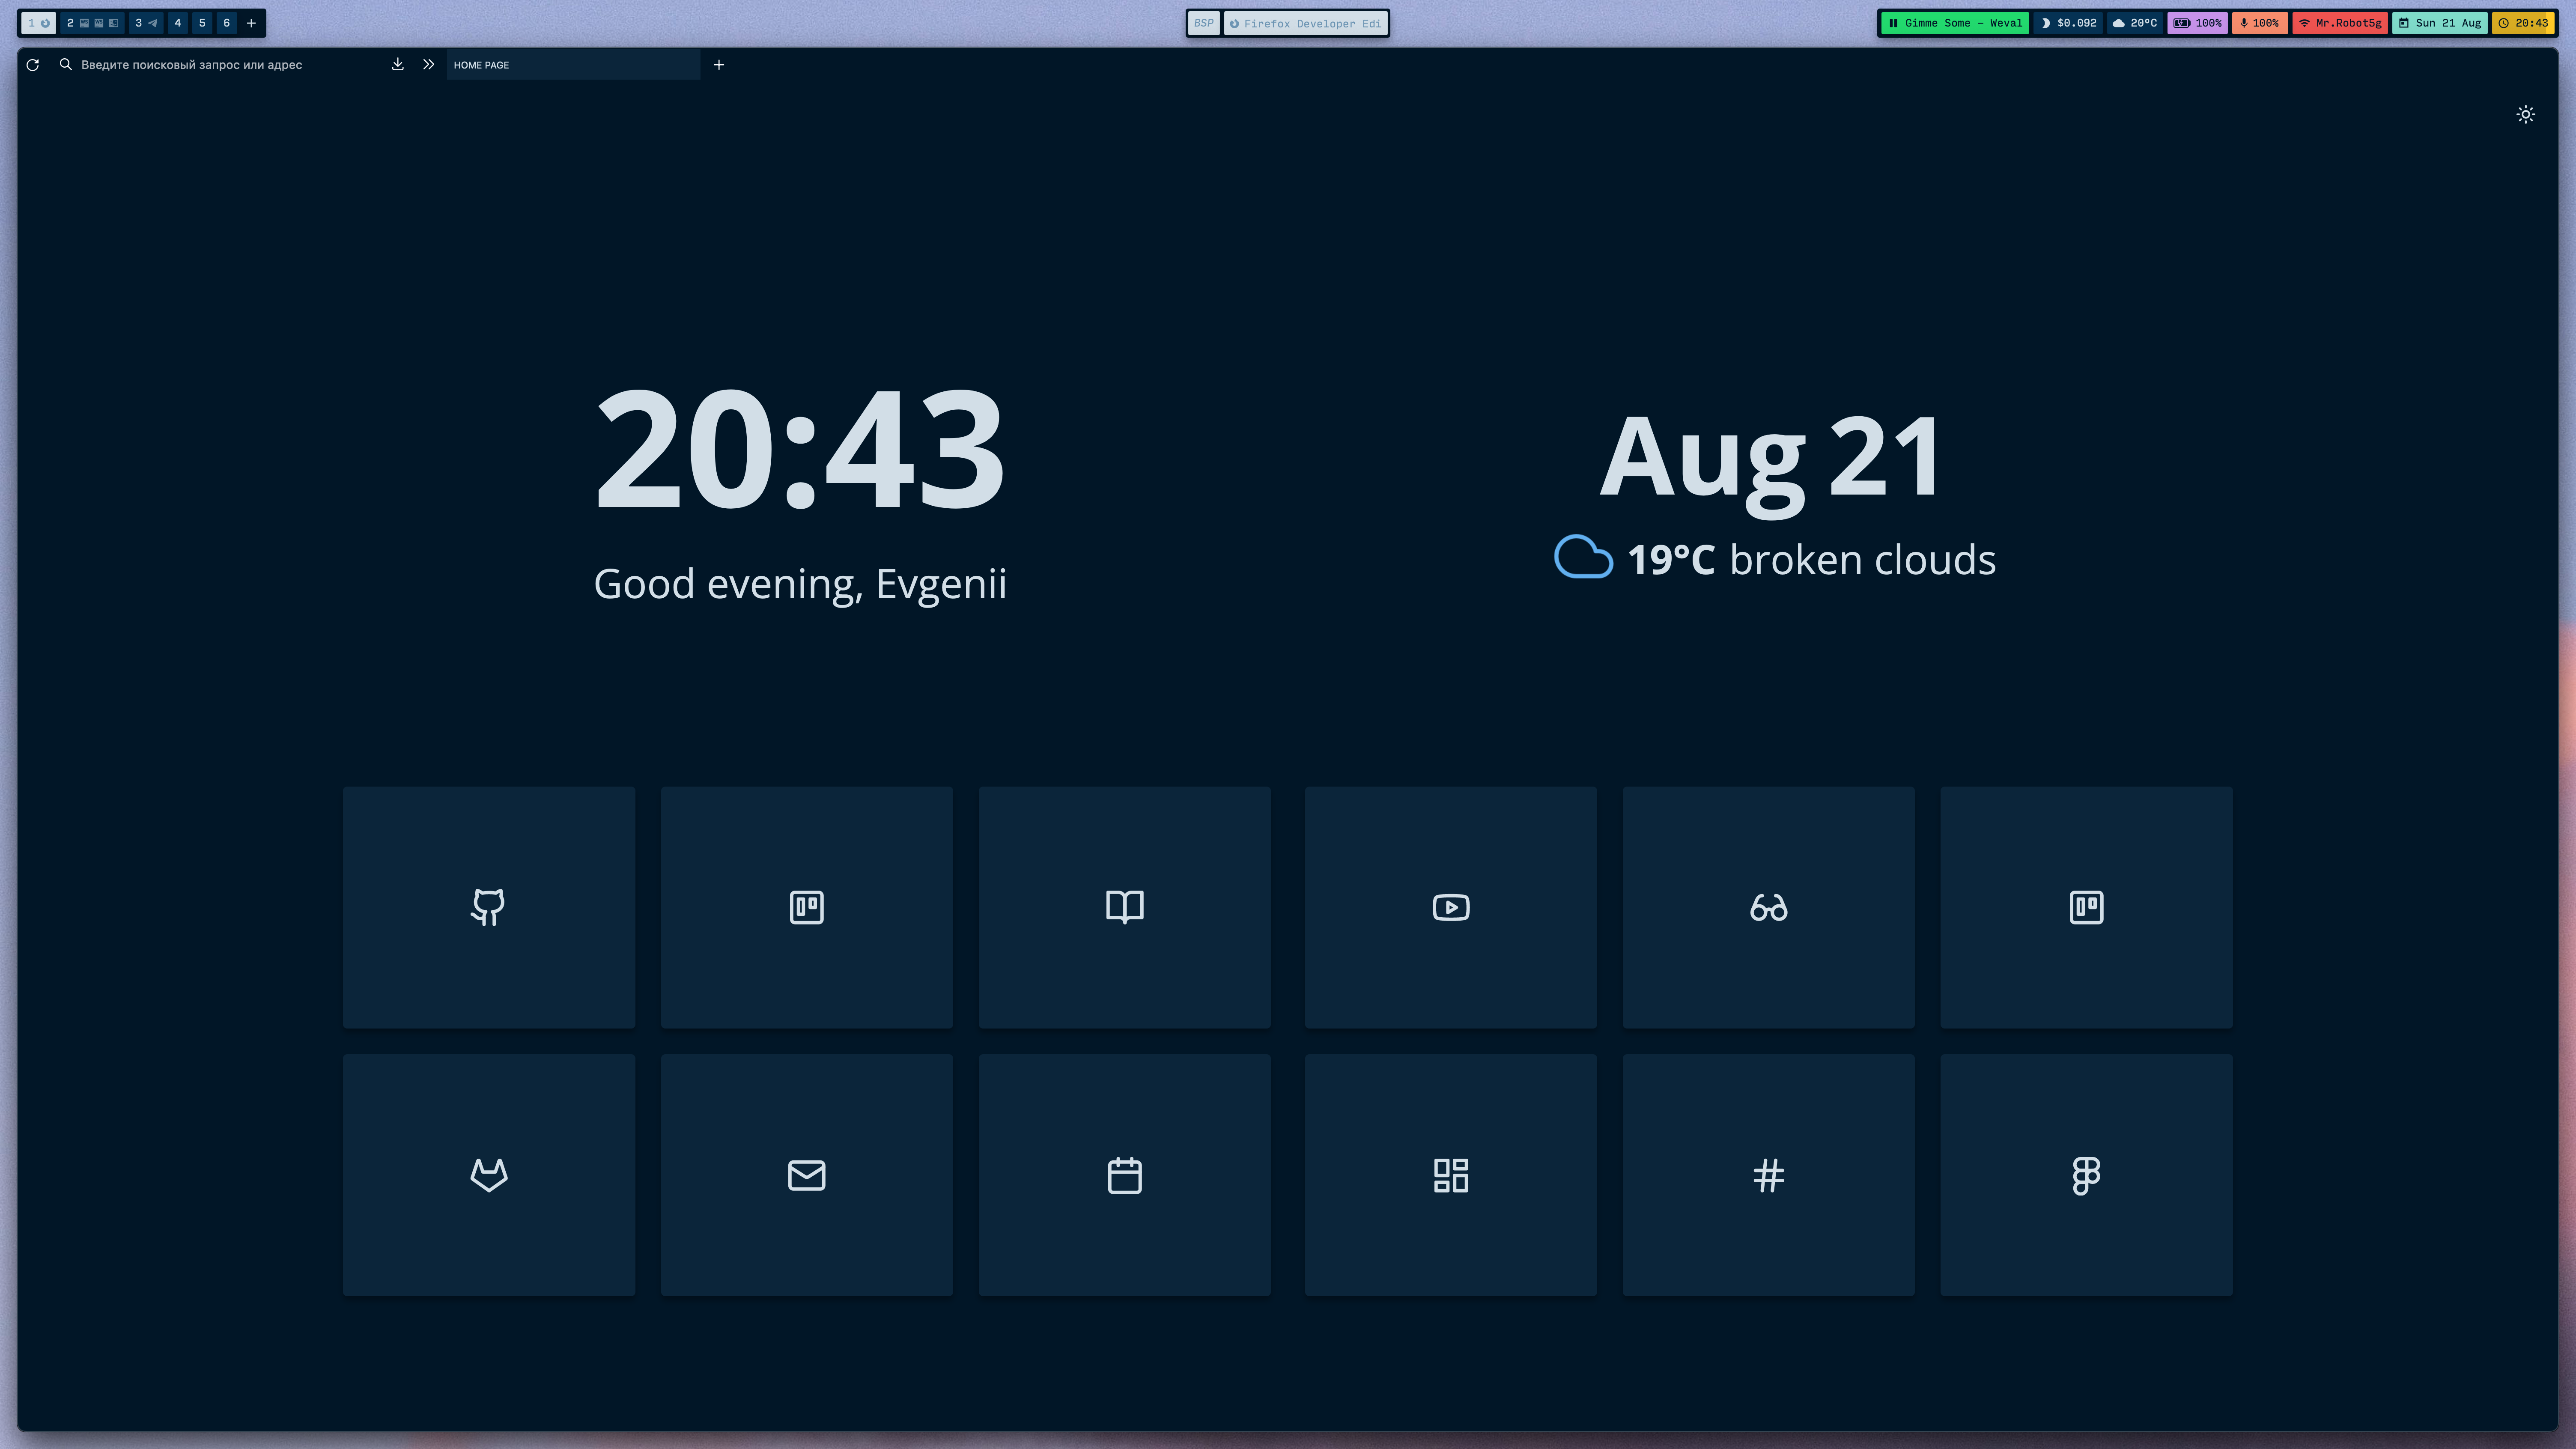 1 2 3 4 5 6 +
BSP Firefox Developer Edi
Gimme Some – Weval $0.092 20°C 100% 100% Mr.Robot5g Sun 21 Aug 20:43
Введите поисковый запрос или адрес HOME PAGE
20:43
Good evening, Evgenii
Aug 21
19°C broken clouds